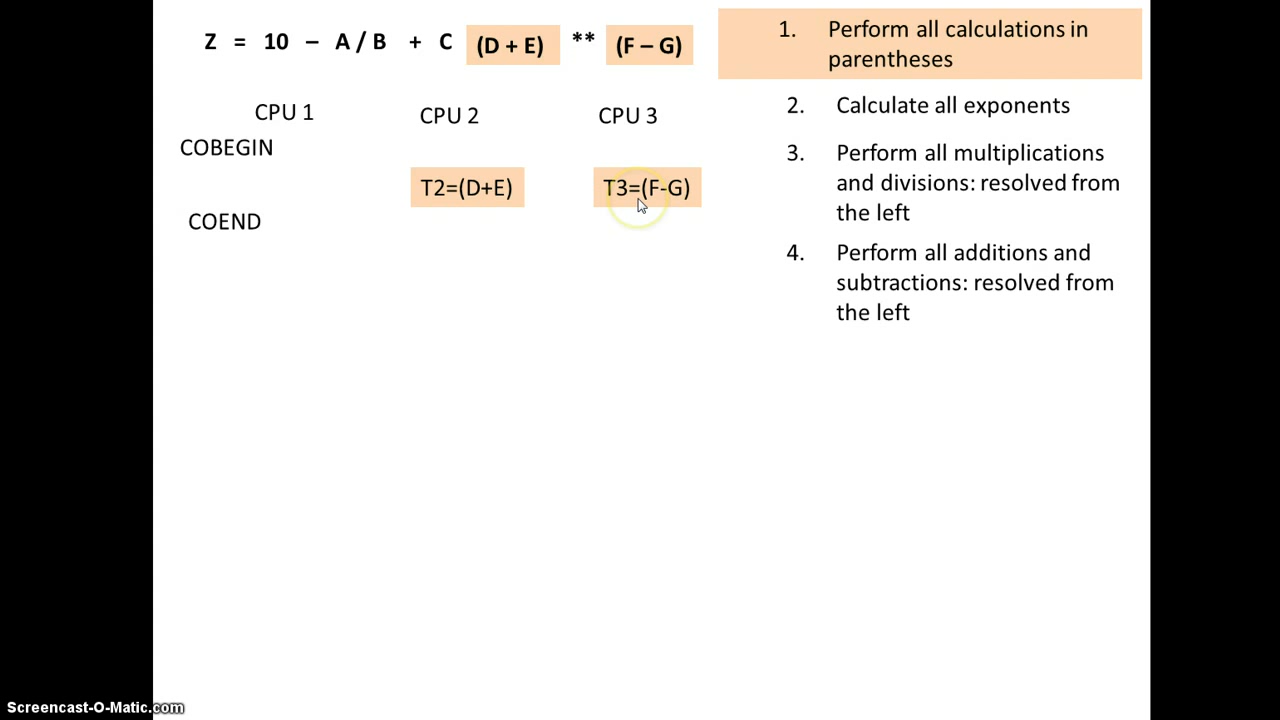 Z = 10 – A / B + C (D + E) ** (F – G)
CPU 1 CPU 2 CPU 3
COBEGIN
T2=(D+E) T3=(F-G)
COEND
1. Perform all calculations in
parentheses
2. Calculate all exponents
3. Perform all multiplications
and divisions: resolved from
the left
4. Perform all additions and
subtractions: resolved from
the left
Screencast-O-Matic.com